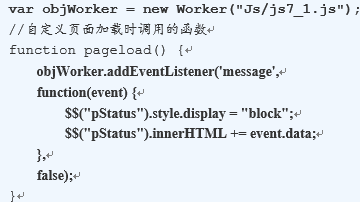 var objWorker = new Worker("Js/js7_1.js");
//自定义页面加载时调用的函数↵
function pageload() {↵
objWorker.addEventListener('message',↵
function(event) {↵
$$("pStatus").style.display = "block";↵
$$("pStatus").innerHTML += event.data;↵
},↵
false);↵
}↵